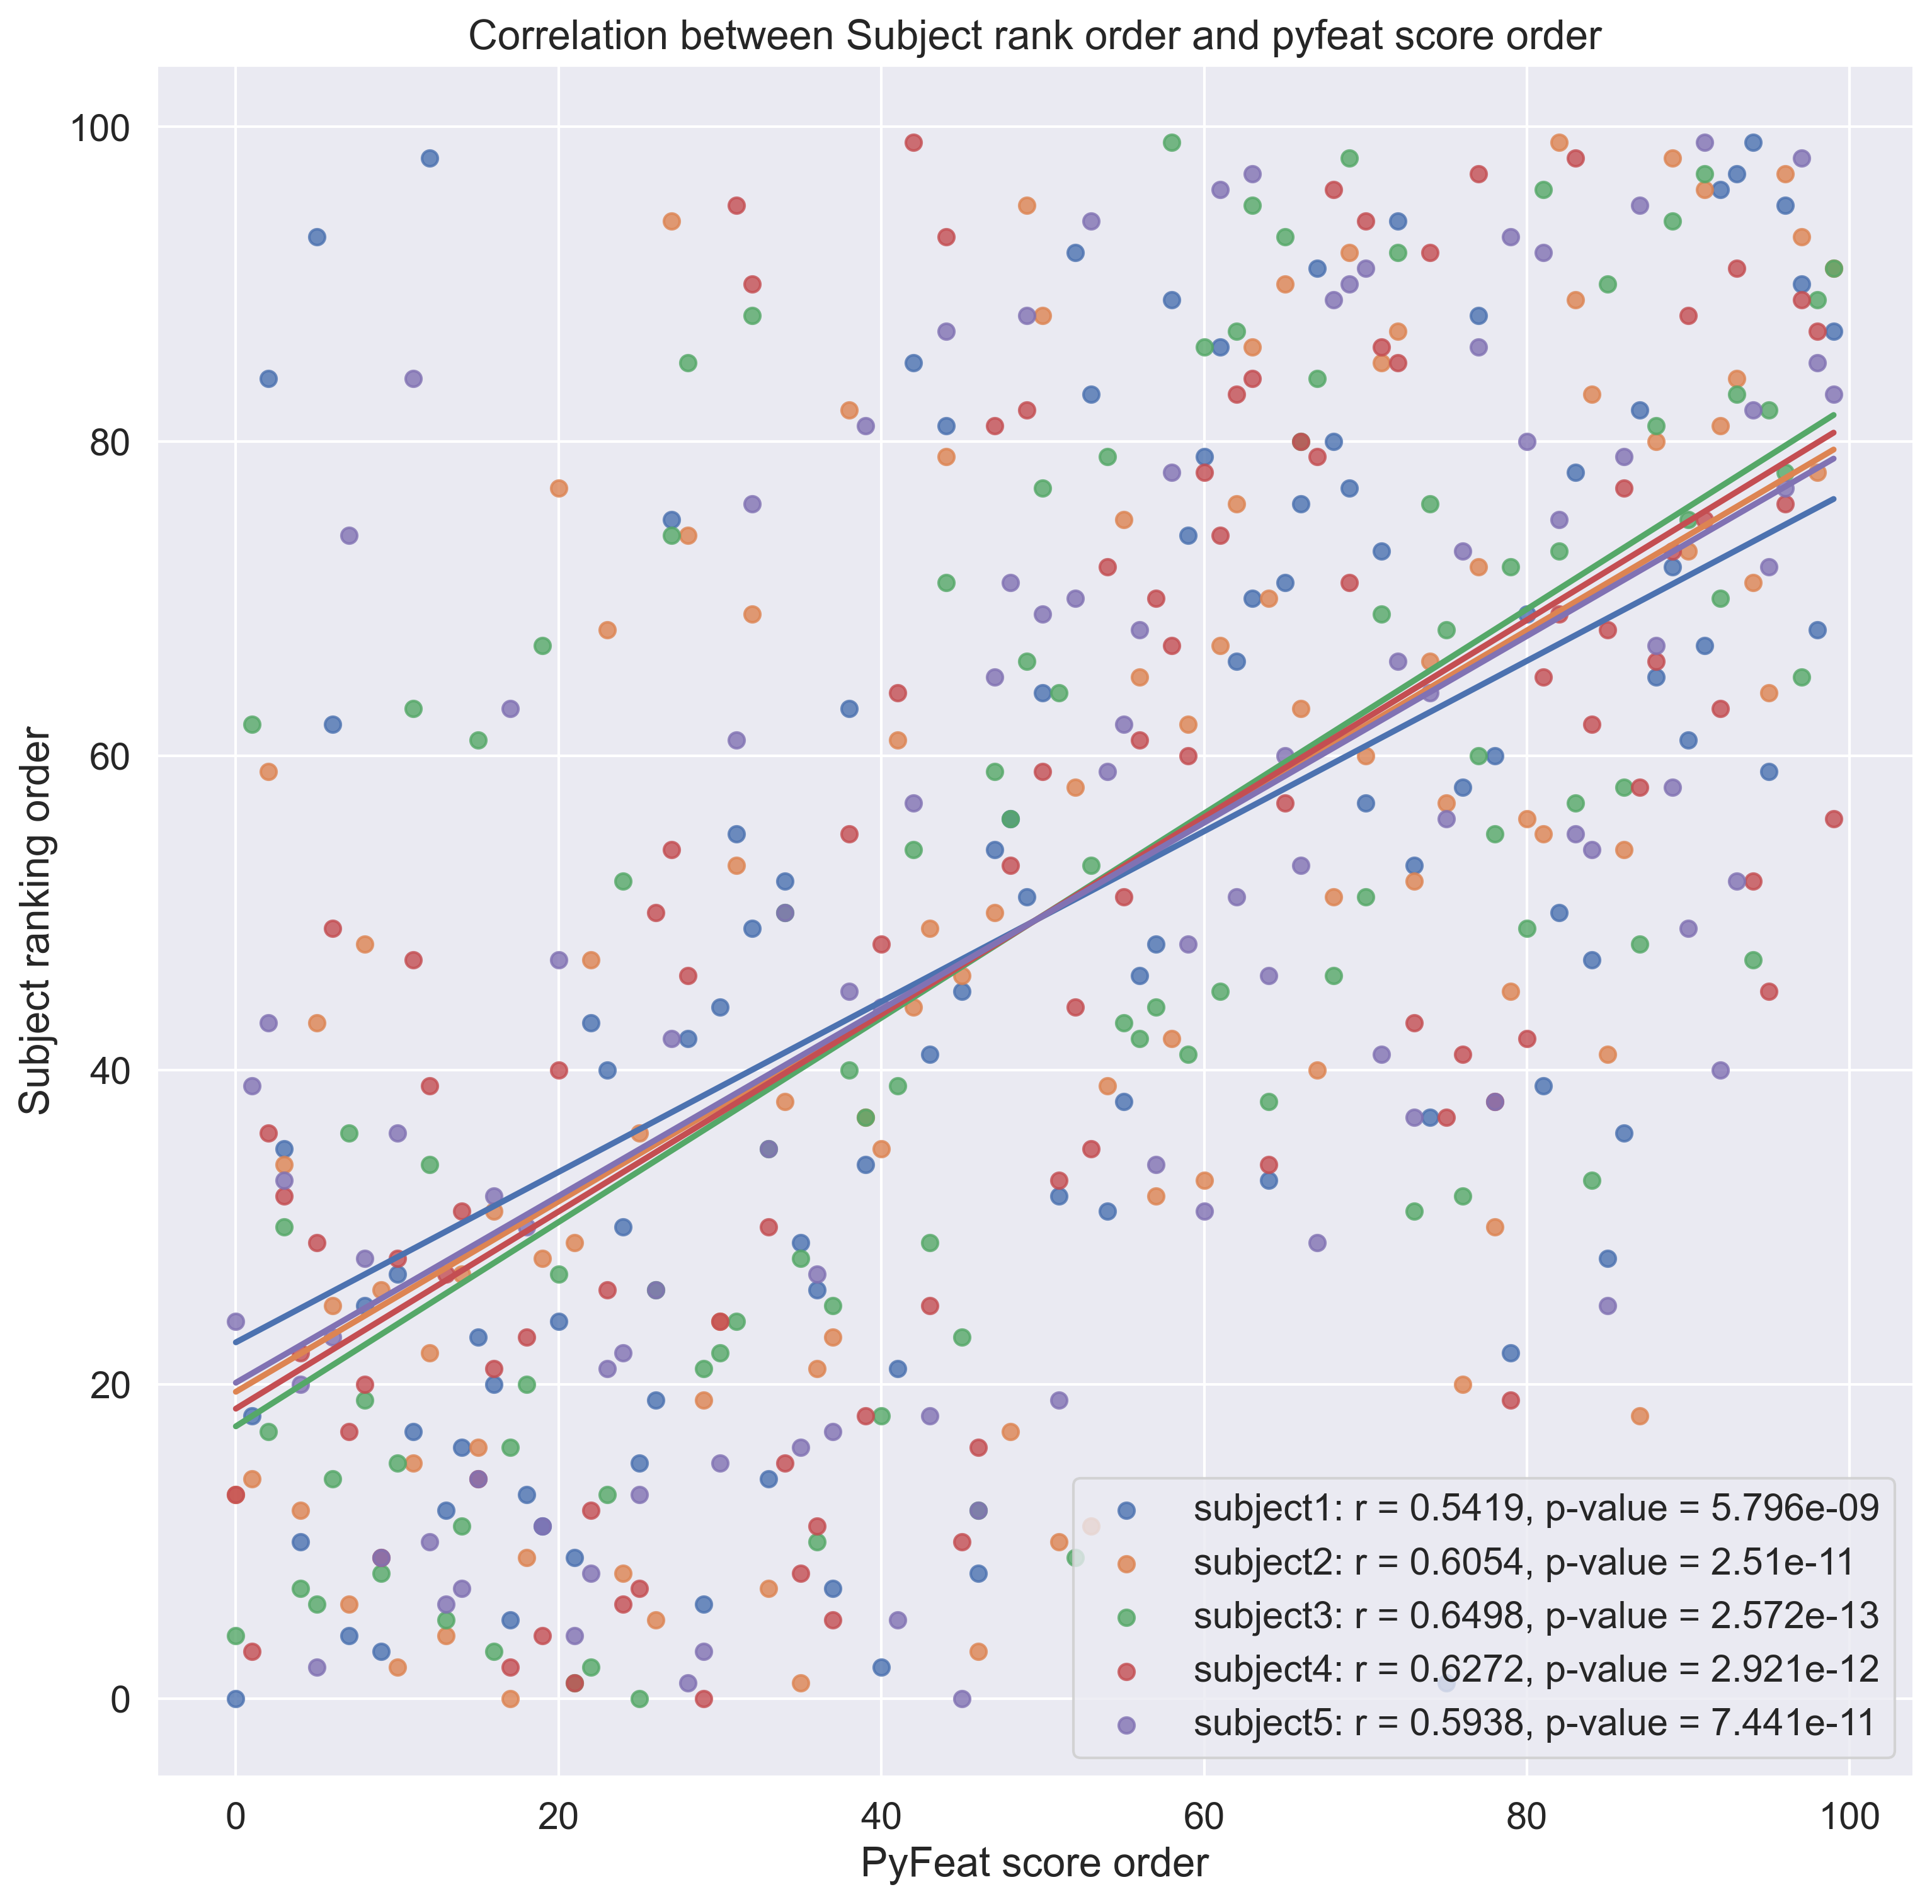 Correlation between Subject rank order and pyfeat score order
100
80
60
40
20
0
Subject ranking order
subject1: r = 0.5419, p-value = 5.796e-09
subject2: r = 0.6054, p-value = 2.51e-11
subject3: r = 0.6498, p-value = 2.572e-13
subject4: r = 0.6272, p-value = 2.921e-12
subject5: r = 0.5938, p-value = 7.441e-11
0 20 40 60 80 100
PyFeat score order